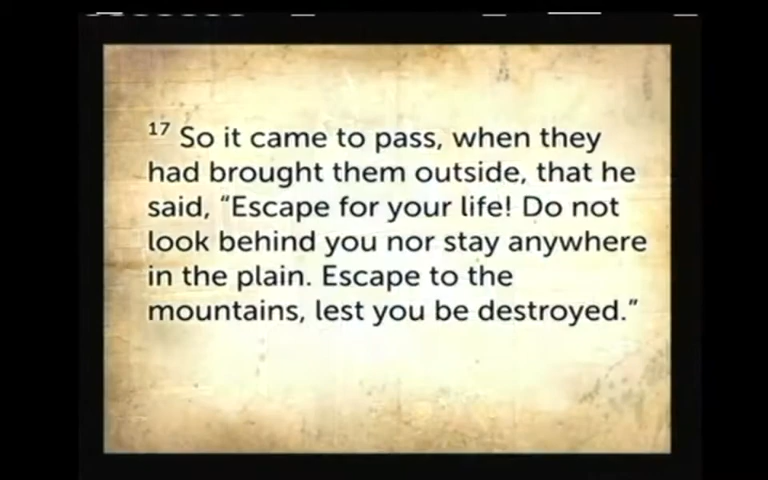 17 So it came to pass, when they
had brought them outside, that he
said, “Escape for your life! Do not
look behind you nor stay anywhere
in the plain. Escape to the
mountains, lest you be destroyed.”